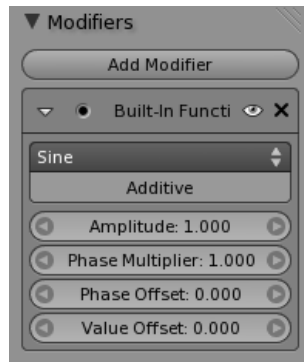 Modifiers
Add Modifier
Built-In Functi
Sine
Additive
Amplitude: 1.000
Phase Multiplier: 1.000
Phase Offset: 0.000
Value Offset: 0.000